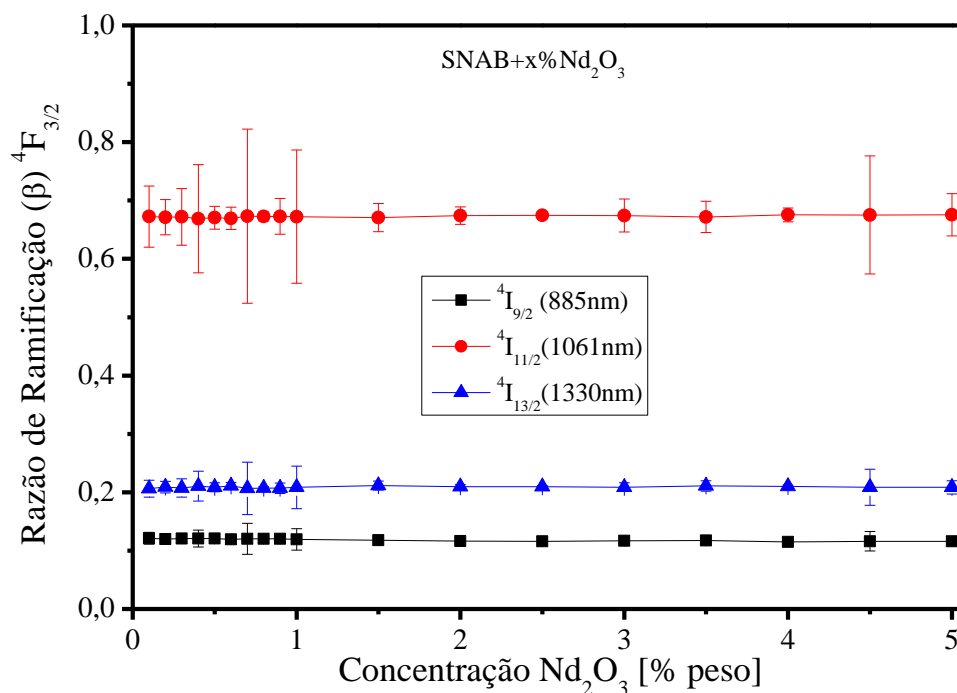 SNAB+x%Nd₂O₃
Razão de Ramificação (β) ⁴F₃/₂
1,0
0,8
0,6
0,4
0,2
0,0
⁴I₉/₂ (885nm)
⁴I₁₁/₂(1061nm)
⁴I₁₃/₂(1330nm)
0 1 2 3 4 5
Concentração Nd₂O₃ [% peso]